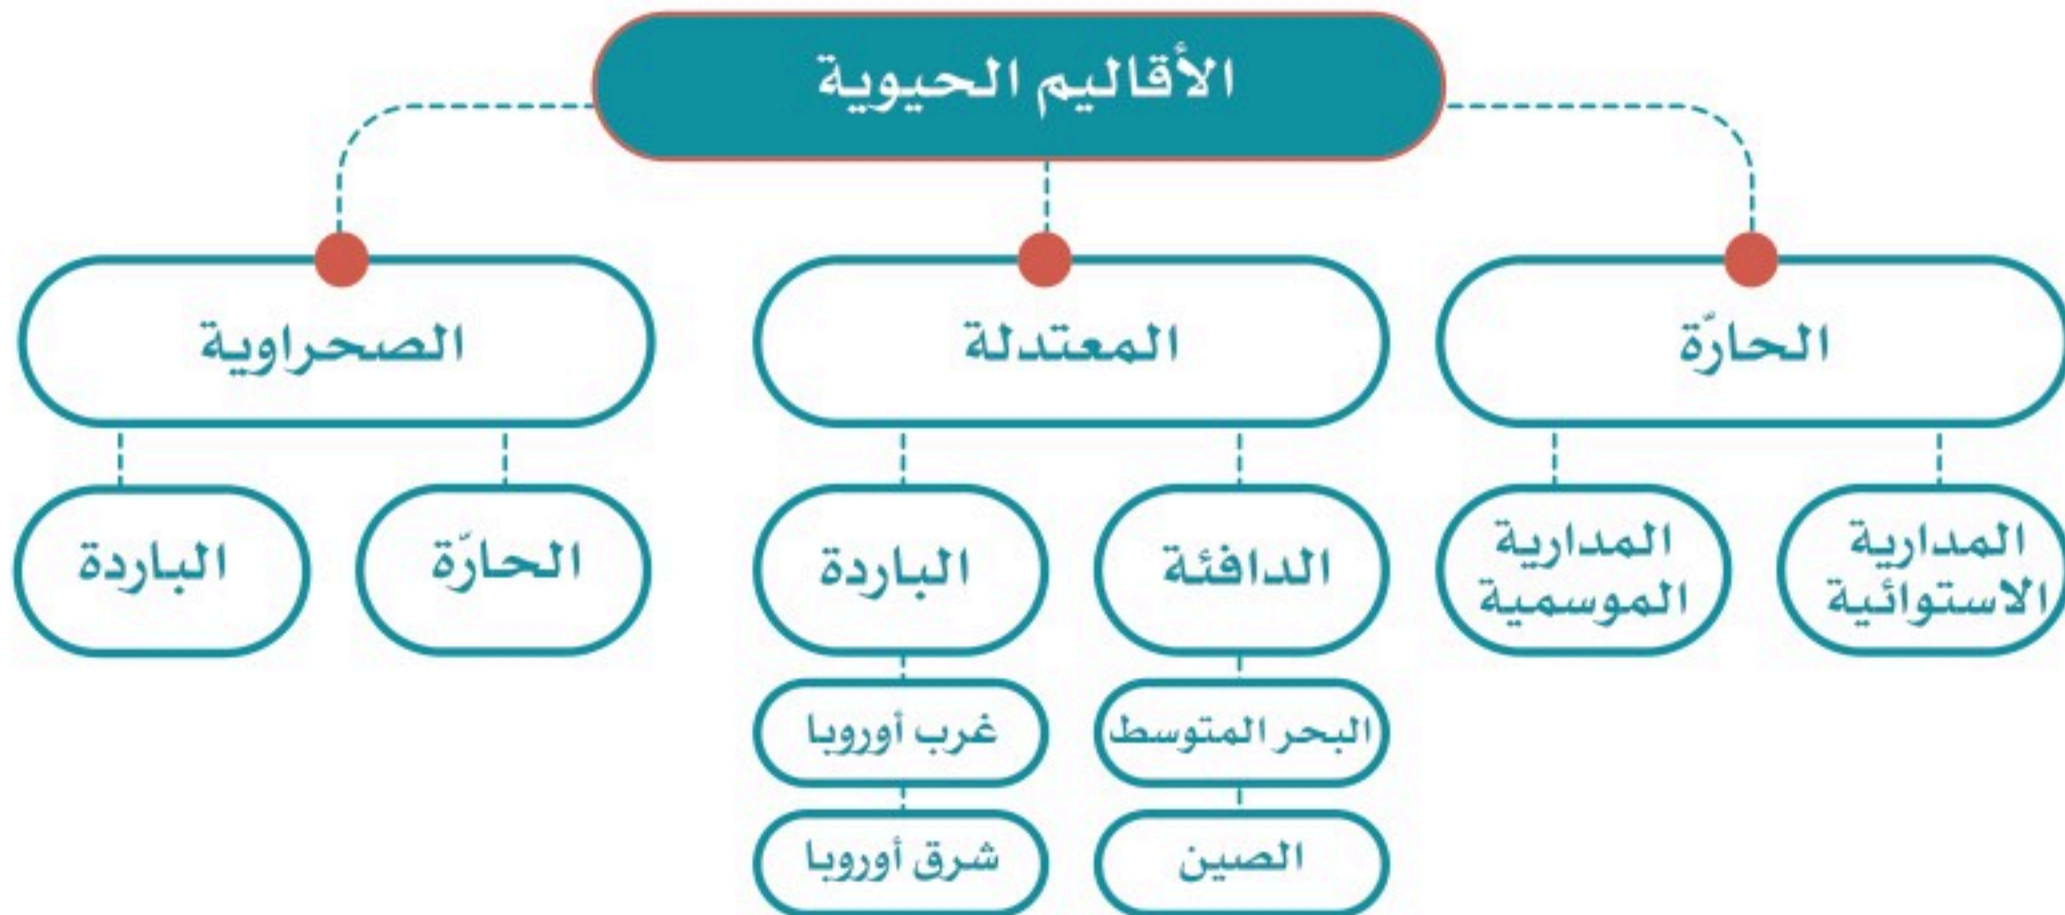 الأقاليم الحيوية
الحارّة
المعتدلة
الصحراوية
المدارية
الاستوائية
المدارية
الموسمية
الدافئة
الباردة
الحارّة
الباردة
البحر المتوسط
غرب أوروبا
الصين
شرق أوروبا